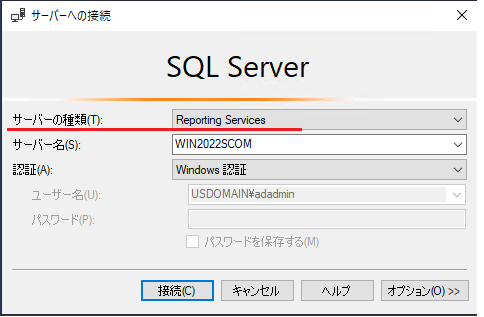 サーバーへの接続
SQL Server
サーバーの種類(T): Reporting Services
サーバー名(S): WIN2022SCOM
認証(A): Windows 認証
ユーザー名(U): USDOMAIN¥adadmin
パスワード(P):
パスワードを保存する(M)
接続(C) キャンセル ヘルプ オプション(O) >>